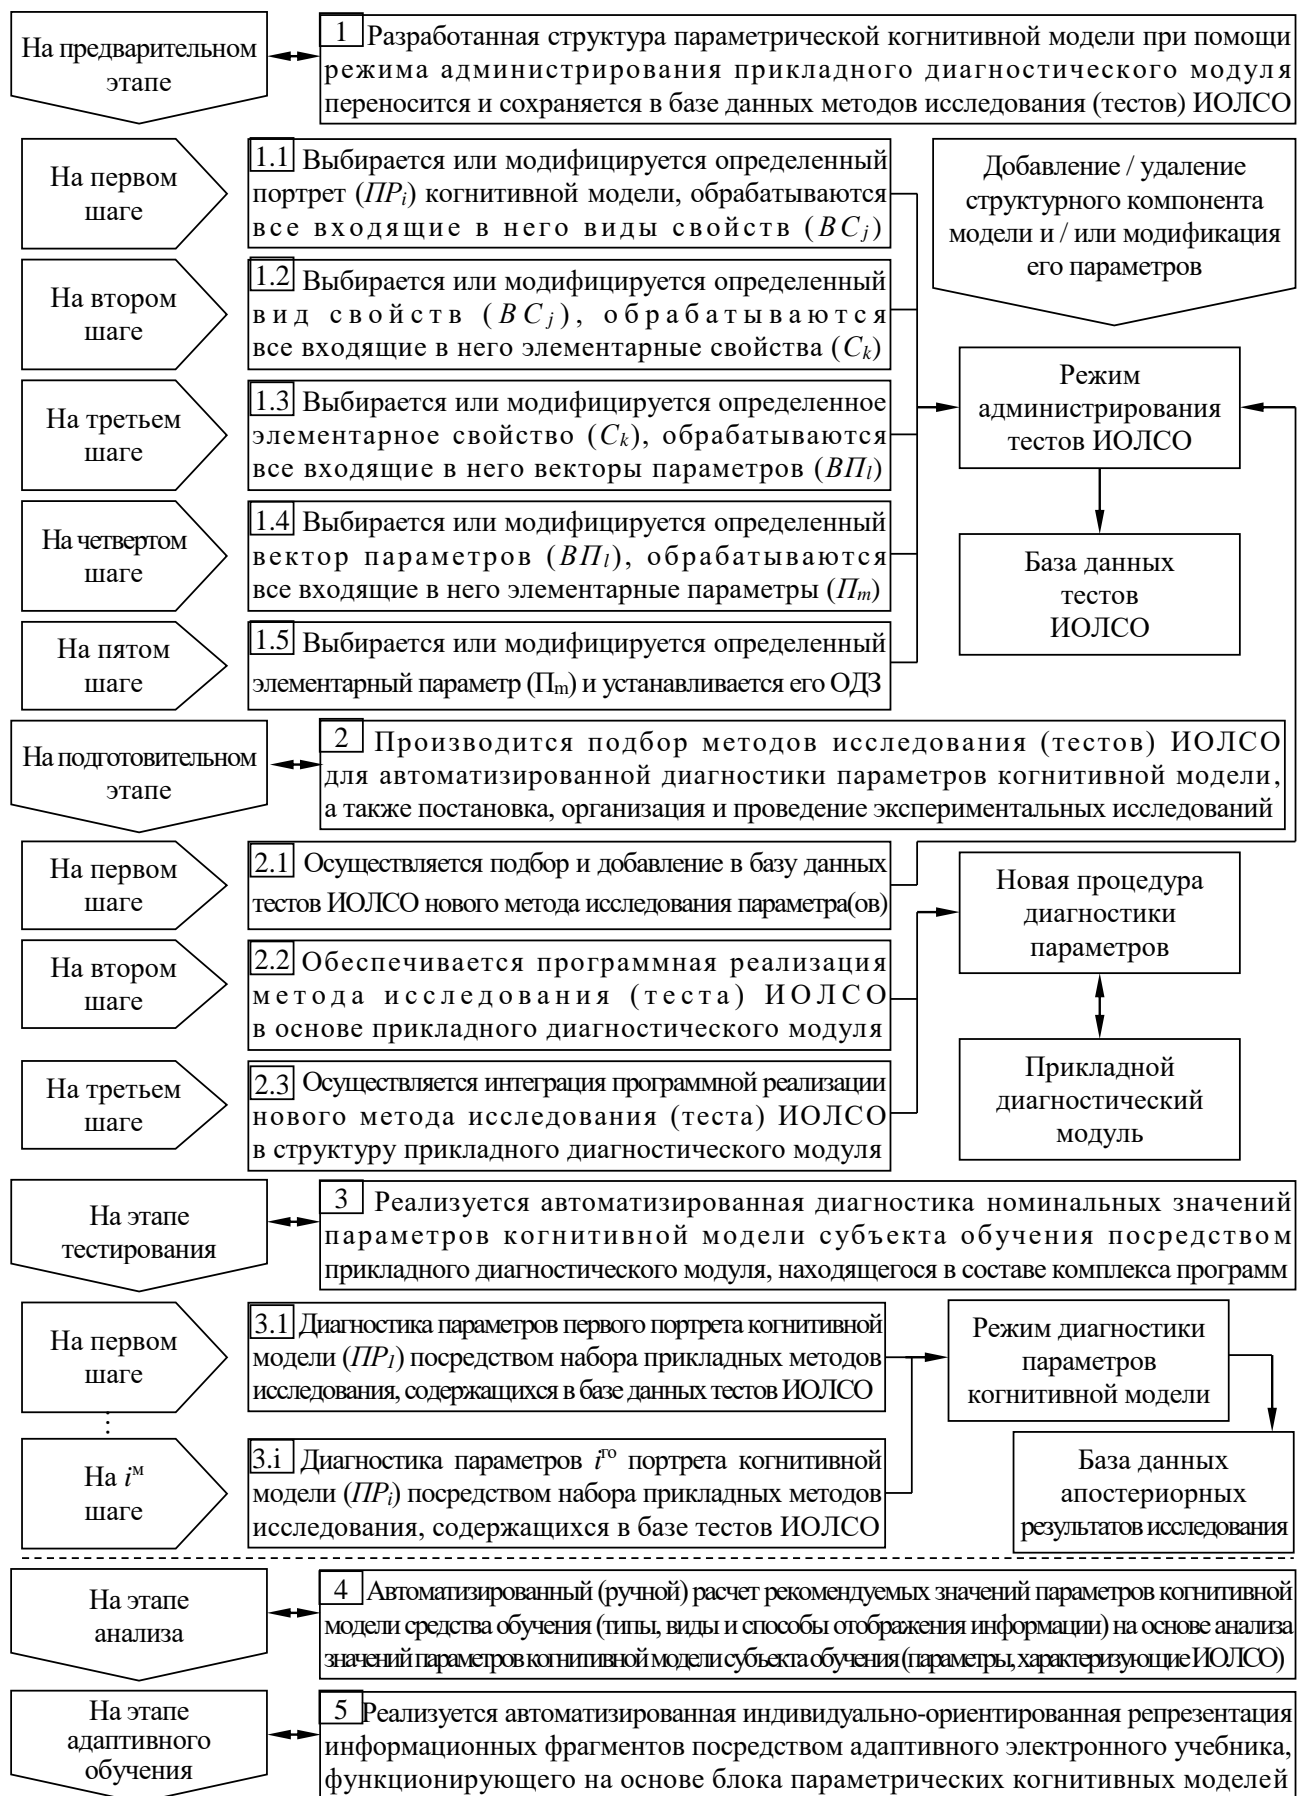 На предварительном
этапе
1 Разработанная структура параметрической когнитивной модели при помощи
режима администрирования прикладного диагностического модуля
переносится и сохраняется в базе данных методов исследования (тестов) ИОЛСО
На первом
шаге
1.1 Выбирается или модифицируется определенный
портрет (ПРi) когнитивной модели, обрабатываются
все входящие в него виды свойств (ВСj)
Добавление / удаление
структурного компонента
модели и / или модификация
его параметров
На втором
шаге
1.2 Выбирается или модифицируется определенный
вид свойств (ВСj), обрабатываются
все входящие в него элементарные свойства (Сk)
На третьем
шаге
1.3 Выбирается или модифицируется определенное
элементарное свойство (Сk), обрабатываются
все входящие в него векторы параметров (ВПl)
Режим
администрирования
тестов ИОЛСО
На четвертом
шаге
1.4 Выбирается или модифицируется определенный
вектор параметров (ВПl), обрабатываются
все входящие в него элементарные параметры (Пm)
База данных
тестов
ИОЛСО
На пятом
шаге
1.5 Выбирается или модифицируется определенный
элементарный параметр (Пm) и устанавливается его ОДЗ
На подготовительном
этапе
2 Производится подбор методов исследования (тестов) ИОЛСО
для автоматизированной диагностики параметров когнитивной модели,
а также постановка, организация и проведение экспериментальных исследований
На первом
шаге
2.1 Осуществляется подбор и добавление в базу данных
тестов ИОЛСО нового метода исследования параметра(ов)
Новая процедура
диагностики
параметров
На втором
шаге
2.2 Обеспечивается программная реализация
метода исследования (теста) ИОЛСО
в основе прикладного диагностического модуля
На третьем
шаге
2.3 Осуществляется интеграция программной реализации
нового метода исследования (теста) ИОЛСО
в структуру прикладного диагностического модуля
Прикладной
диагностический
модуль
На этапе
тестирования
3 Реализуется автоматизированная диагностика номинальных значений
параметров когнитивной модели субъекта обучения посредством
прикладного диагностического модуля, находящегося в составе комплекса программ
На первом
шаге
3.1 Диагностика параметров первого портрета когнитивной
модели (ПР1) посредством набора прикладных методов
исследования, содержащихся в базе данных тестов ИОЛСО
Режим диагностики
параметров
когнитивной модели
⋮
На iм
шаге
3.i Диагностика параметров iго портрета когнитивной
модели (ПРi) посредством набора прикладных методов
исследования, содержащихся в базе тестов ИОЛСО
База данных
апостериорных
результатов исследования
На этапе
анализа
4 Автоматизированный (ручной) расчет рекомендуемых значений параметров когнитивной
модели средства обучения (типы, виды и способы отображения информации) на основе анализа
значений параметров когнитивной модели субъекта обучения (параметры, характеризующие ИОЛСО)
На этапе
адаптивного
обучения
5 Реализуется автоматизированная индивидуально-ориентированная репрезентация
информационных фрагментов посредством адаптивного электронного учебника,
функционирующего на основе блока параметрических когнитивных моделей